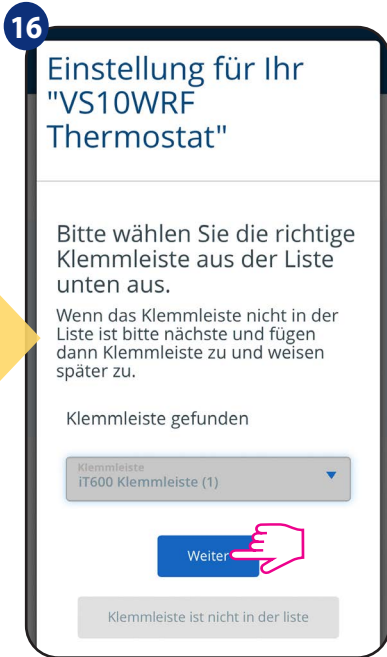 16
Einstellung für Ihr
"VS10WRF
Thermostat"
Bitte wählen Sie die richtige
Klemmleiste aus der Liste
unten aus.
Wenn das Klemmleiste nicht in der
Liste ist bitte nächste und fügen
dann Klemmleiste zu und weisen
später zu.
Klemmleiste gefunden
Klemmleiste
iT600 Klemmleiste (1)
Weiter
Klemmleiste ist nicht in der liste